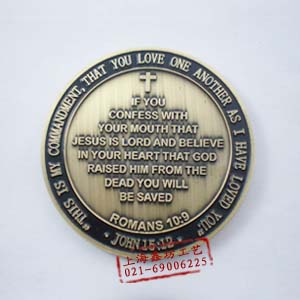 "THIS IS MY COMMANDMENT, THAT YOU LOVE ONE ANOTHER AS I HAVE LOVED YOU"
IF YOU
CONFESS WITH
YOUR MOUTH THAT
JESUS IS LORD AND BELIEVE
IN YOUR HEART THAT GOD
RAISED HIM FROM THE
DEAD YOU WILL
BE SAVED
ROMANS 10:9
• JOHN 15:12 •
上海鑫易工艺
021-69006225